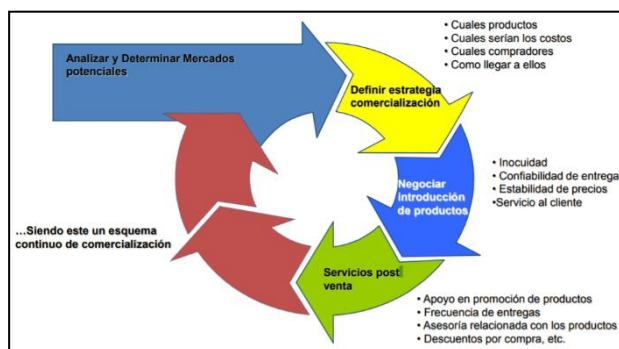 Analizar y Determinar Mercados
potenciales
Definir estrategia
comercialización
• Cuales productos
• Cuales serían los costos
• Cuales compradores
• Como llegar a ellos
Negociar
introducción
de productos
• Inocuidad
• Confiabilidad de entrega
• Estabilidad de precios
•Servicio al cliente
Servicios post
venta
• Apoyo en promoción de productos
• Frecuencia de entregas
• Asesoría relacionada con los productos
• Descuentos por compra, etc.
...Siendo este un esquema
continuo de comercialización